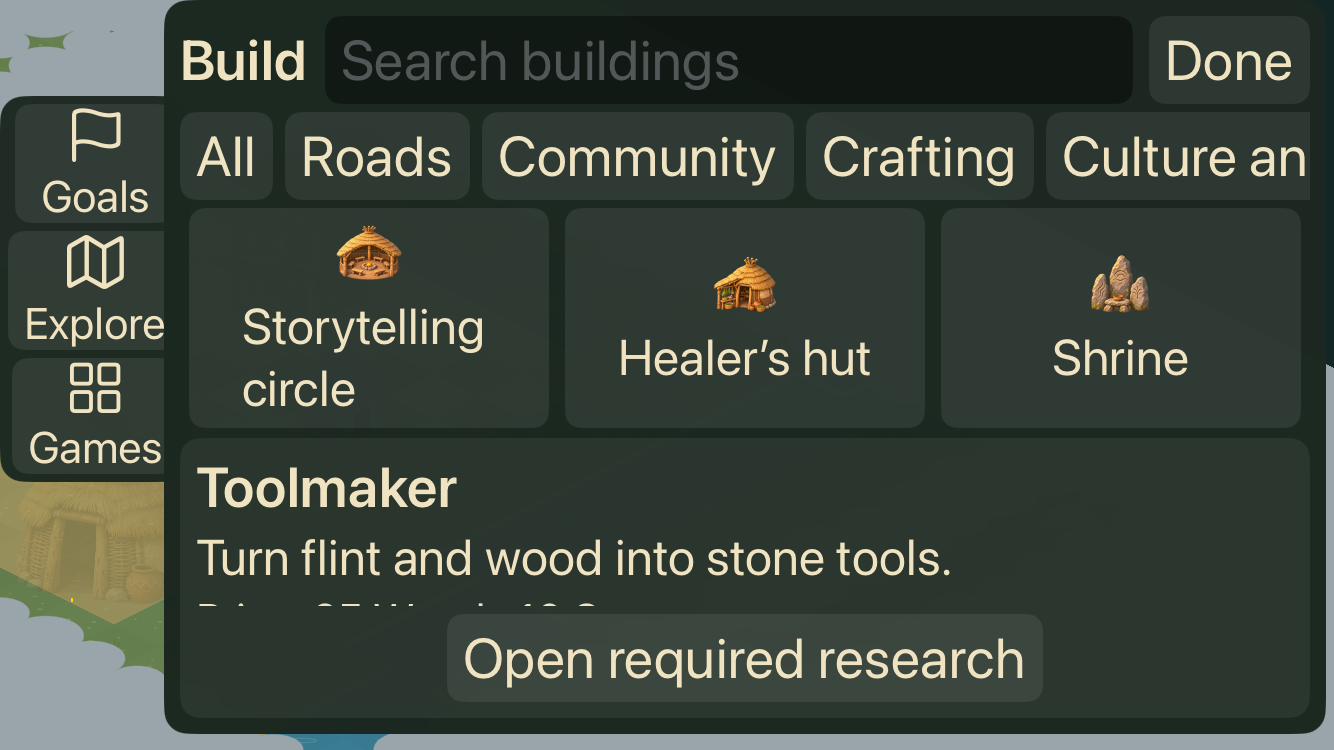 Build
Search buildings
Done
All
Roads
Community
Crafting
Culture an
Goals
Explore
Games
Storytelling
circle
Healer’s hut
Shrine
Toolmaker
Turn flint and wood into stone tools.
Open required research